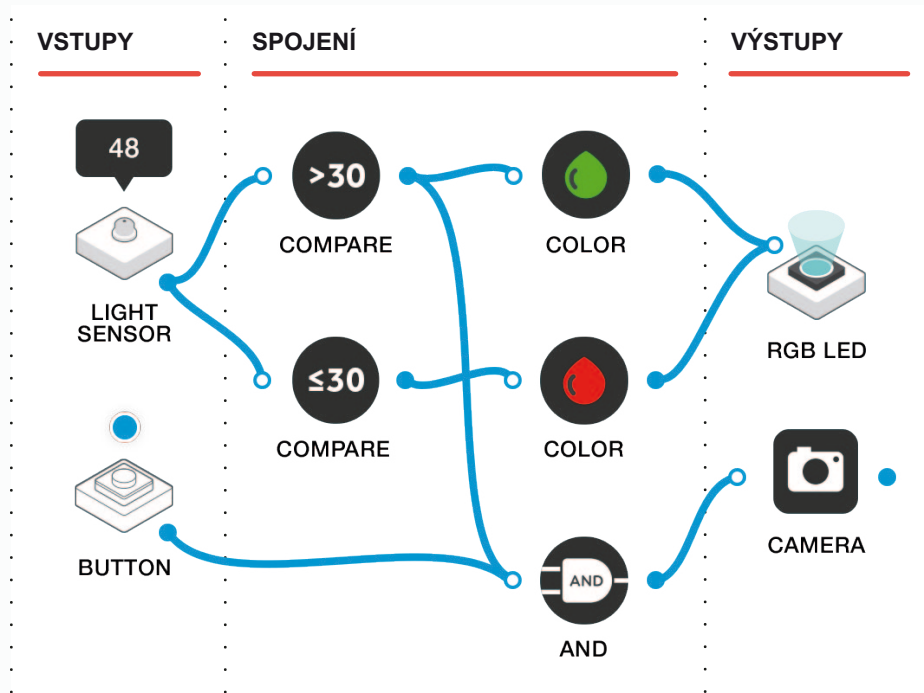 VSTUPY
SPOJENÍ
VÝSTUPY
48
>30
COMPARE
COLOR
LIGHT
SENSOR
RGB LED
≤30
COMPARE
COLOR
BUTTON
CAMERA
AND
AND